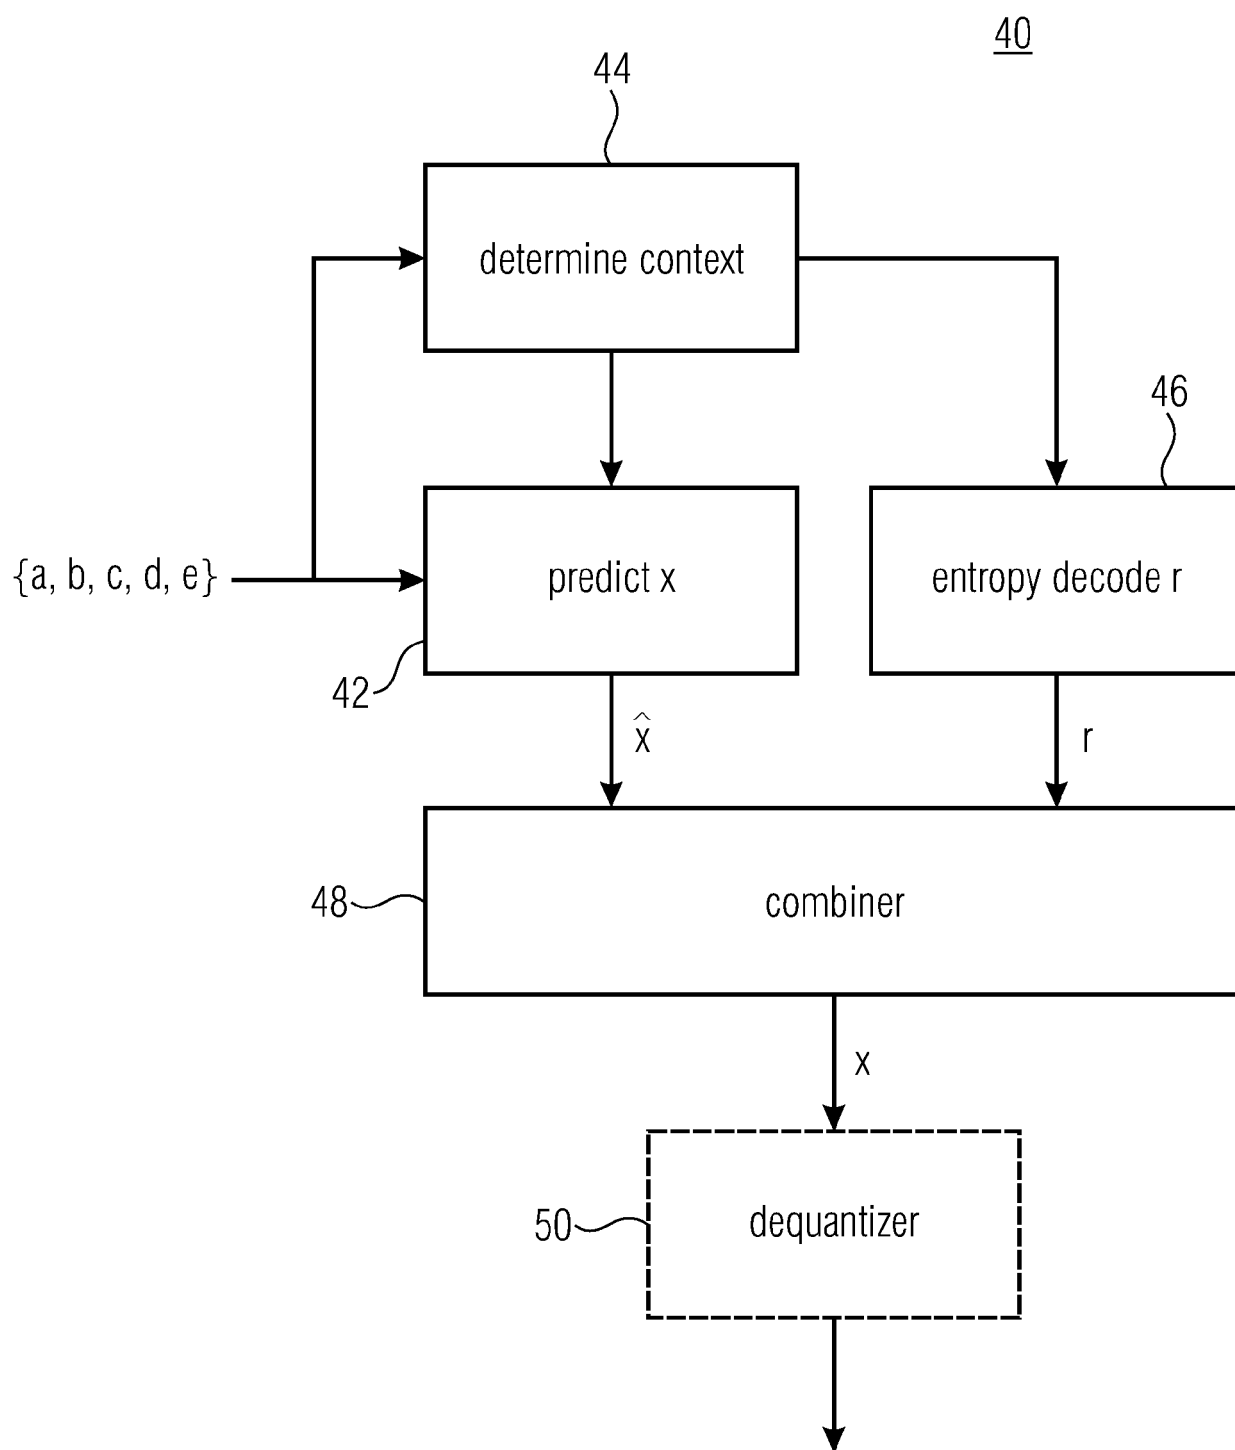 40
44
determine context
46
{a, b, c, d, e}
predict x
entropy decode r
42
x̂
r
48
combiner
x
50
dequantizer